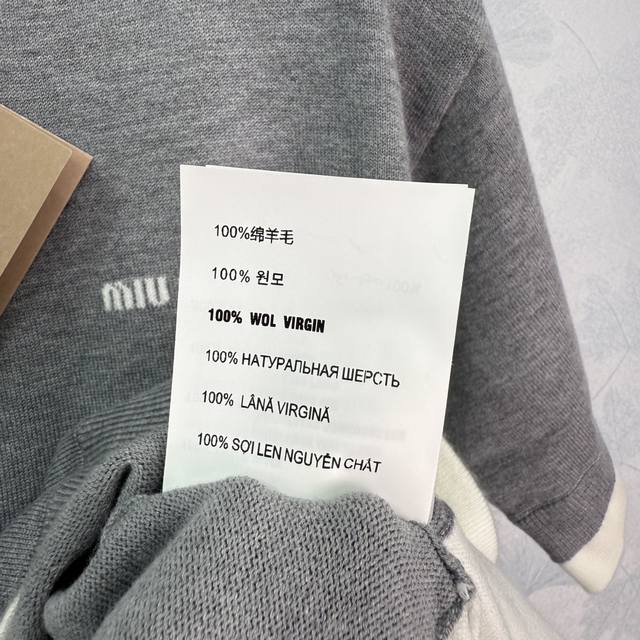 miu
100%绵羊毛
100% 원모
100% WOL VIRGIN
100% НАТУРАЛЬНАЯ ШЕРСТЬ
100% LÂNĂ VIRGINĂ
100% SỢI LEN NGUYÊN CHẤT